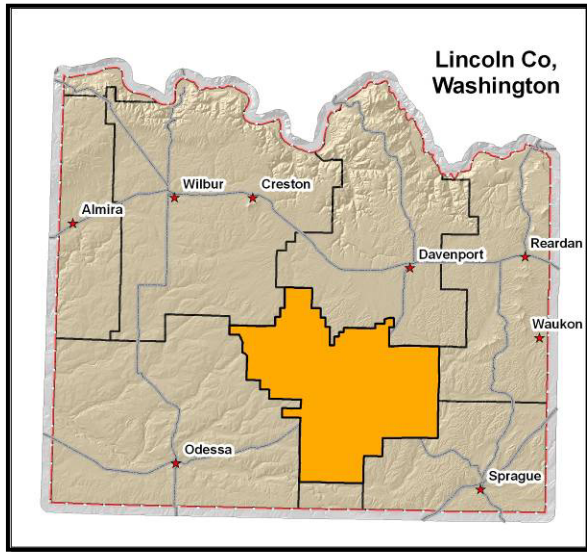 Lincoln Co,
Washington
Wilbur
Creston
Almira
Reardan
Davenport
Waukon
Odessa
Sprague